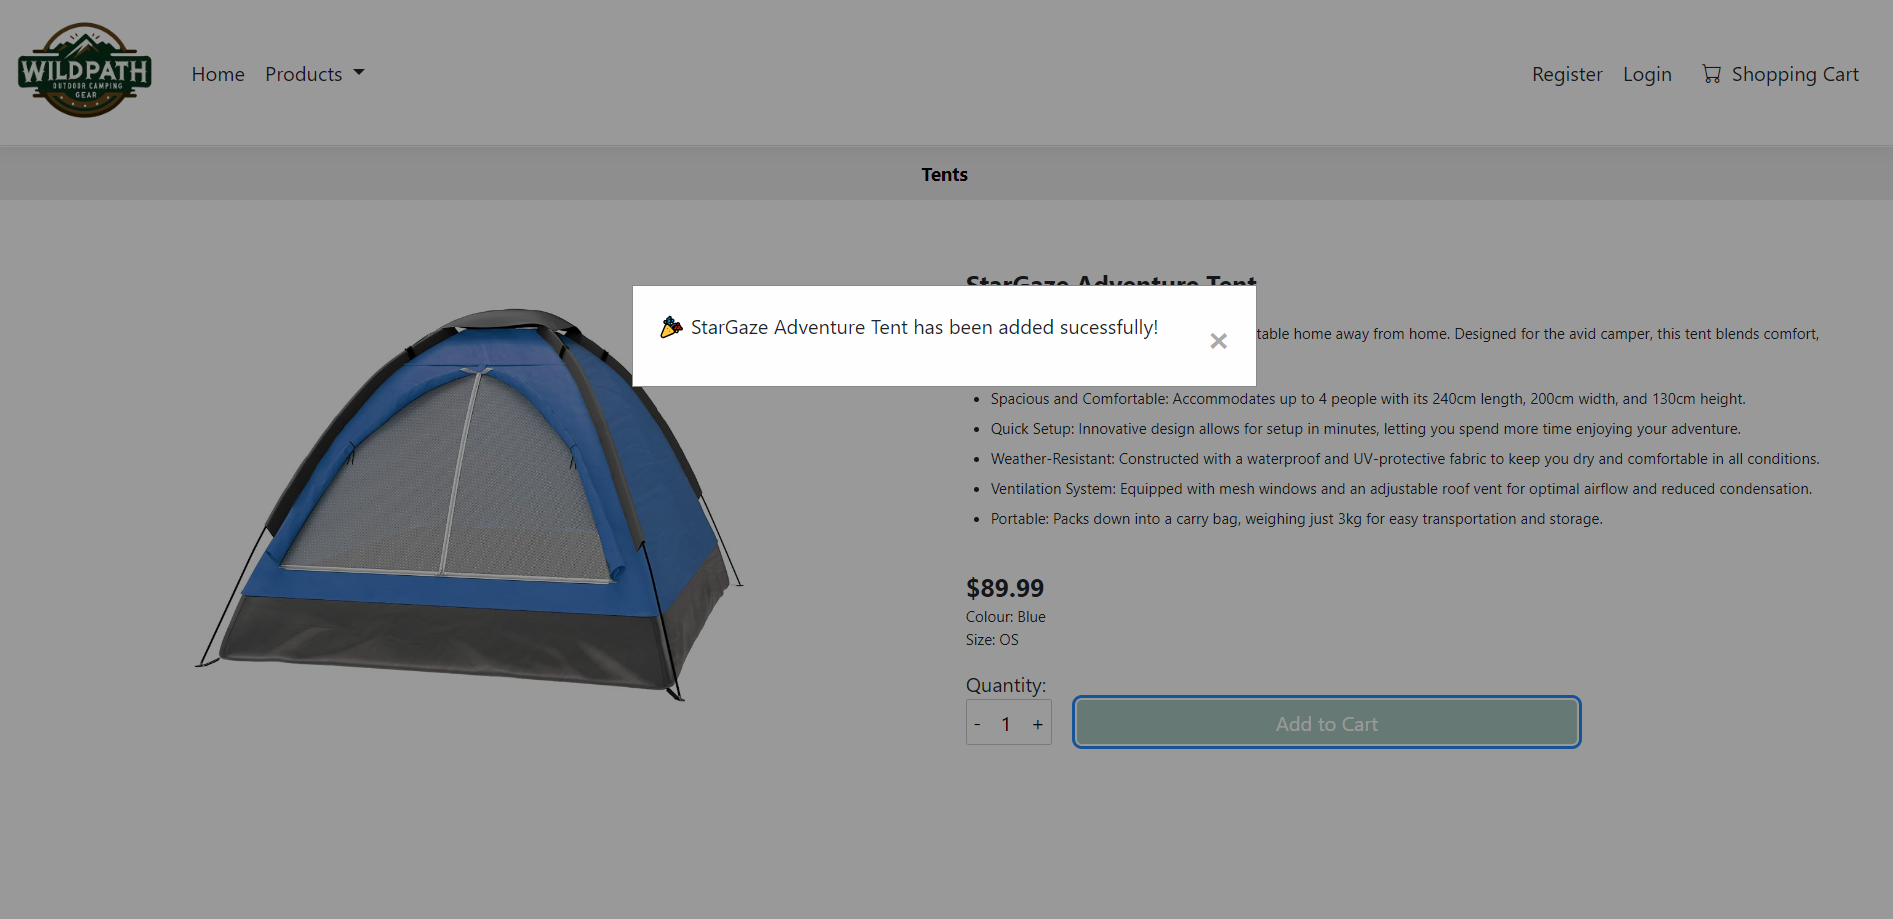 WILDPATH
OUTDOOR CAMPING
GEAR
Home
Products
Register
Login
Shopping Cart
Tents
StarGaze Adventure Tent
🎉 StarGaze Adventure Tent has been added sucessfully!
×
table home away from home. Designed for the avid camper, this tent blends comfort,
• Spacious and Comfortable: Accommodates up to 4 people with its 240cm length, 200cm width, and 130cm height.
• Quick Setup: Innovative design allows for setup in minutes, letting you spend more time enjoying your adventure.
• Weather-Resistant: Constructed with a waterproof and UV-protective fabric to keep you dry and comfortable in all conditions.
• Ventilation System: Equipped with mesh windows and an adjustable roof vent for optimal airflow and reduced condensation.
• Portable: Packs down into a carry bag, weighing just 3kg for easy transportation and storage.
$89.99
Colour: Blue
Size: OS
Quantity:
- 1 +
Add to Cart